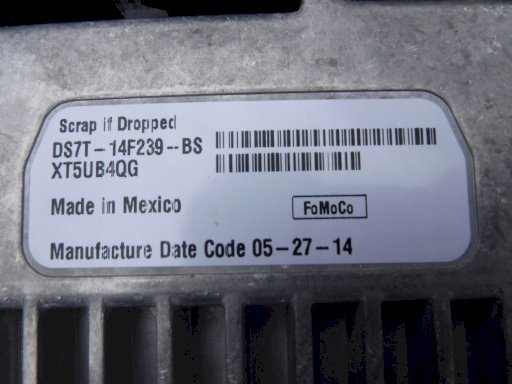 Scrap if Dropped
DS7T-14F239-BS
XT5UB4QG
Made in Mexico FoMoCo
Manufacture Date Code 05-27-14